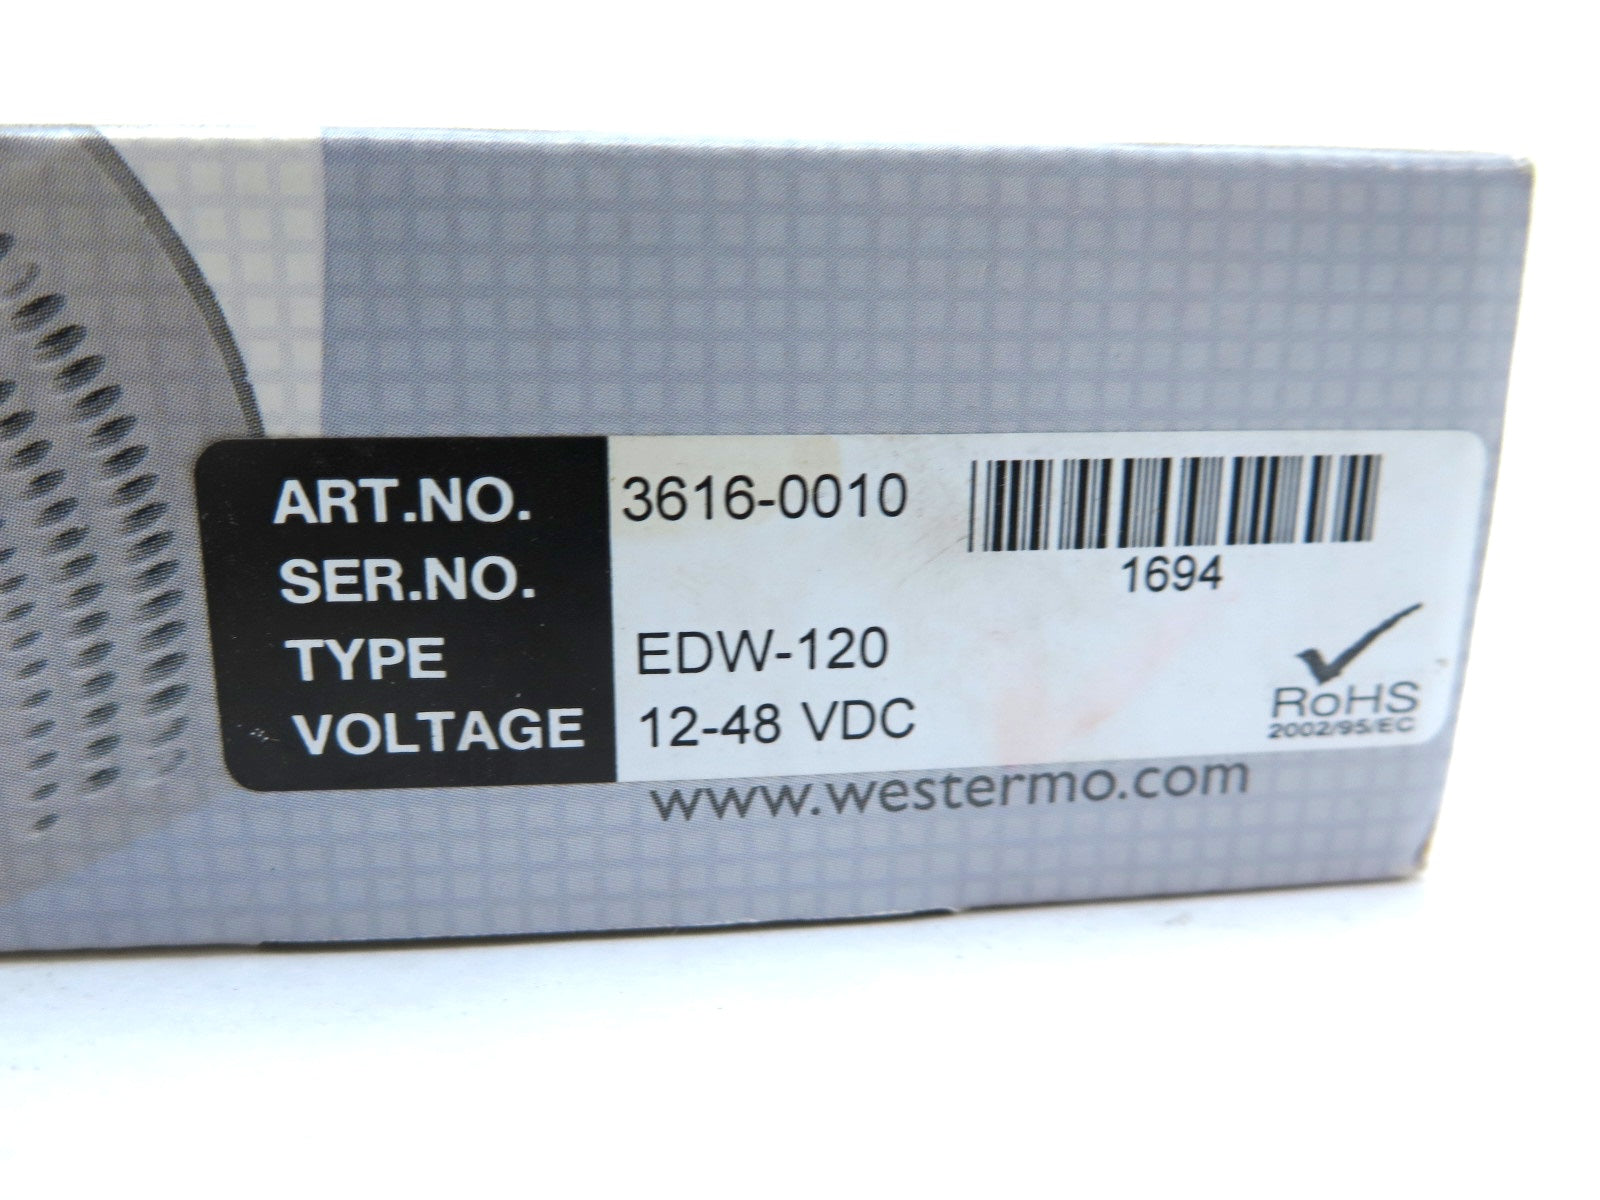 ART.NO. 3616-0010
1694
SER.NO.
TYPE EDW-120
VOLTAGE 12-48 VDC
RoHS
2002/95/EC
www.westermo.com